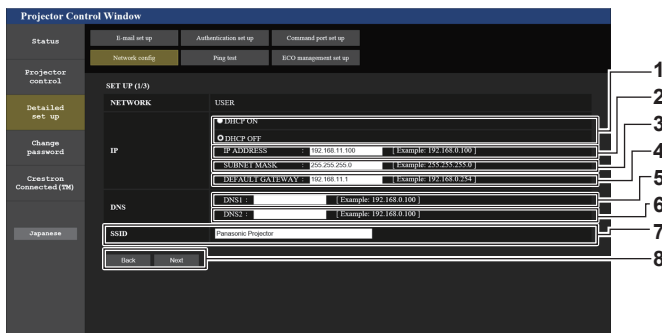 Projector Control Window
Status
Projector control
Detailed set up
Change password
Crestron Connected(TM)
Japanese
E-mail set up
Authentication set up
Command port set up
Network config
Ping test
ECO management set up
SET UP (1/3)
NETWORK USER
IP
DHCP ON
DHCP OFF
IP ADDRESS : 192.168.11.100 [ Example: 192.168.0.100 ]
SUBNET MASK : 255.255.255.0 [ Example: 255.255.255.0 ]
DEFAULT GATEWAY : 192.168.11.1 [ Example: 192.168.0.254 ]
DNS
DNS1 : [ Example: 192.168.0.100 ]
DNS2 : [ Example: 192.168.0.100 ]
SSID Panasonic Projector
Back Next
1
2
3
4
5
6
7
8